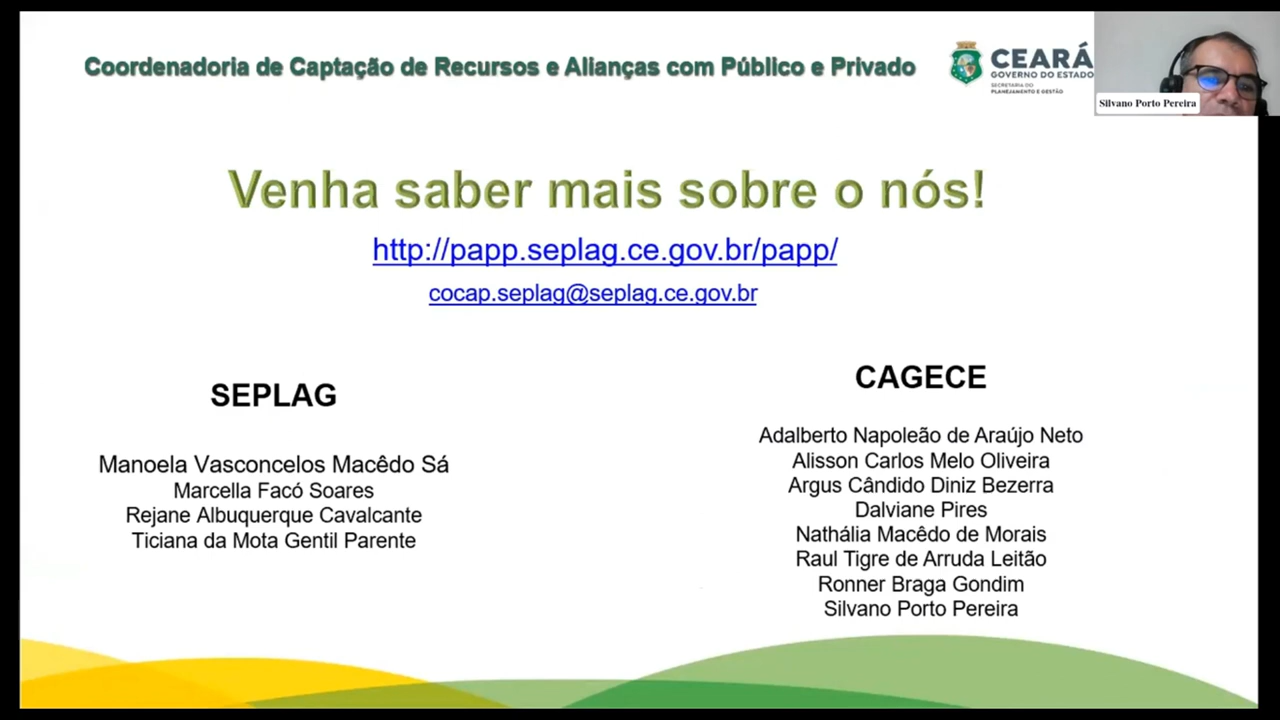 Coordenadoria de Captação de Recursos e Alianças com Público e Privado
CEARÁ
GOVERNO DO ESTADO
SECRETARIA DO
PLANEJAMENTO E GESTÃO
Silvano Porto Pereira
Venha saber mais sobre o nós!
http://papp.seplag.ce.gov.br/papp/
cocap.seplag@seplag.ce.gov.br
SEPLAG
Manoela Vasconcelos Macêdo Sá
Marcella Facó Soares
Rejane Albuquerque Cavalcante
Ticiana da Mota Gentil Parente
CAGECE
Adalberto Napoleão de Araújo Neto
Alisson Carlos Melo Oliveira
Argus Cândido Diniz Bezerra
Dalviane Pires
Nathália Macêdo de Morais
Raul Tigre de Arruda Leitão
Ronner Braga Gondim
Silvano Porto Pereira